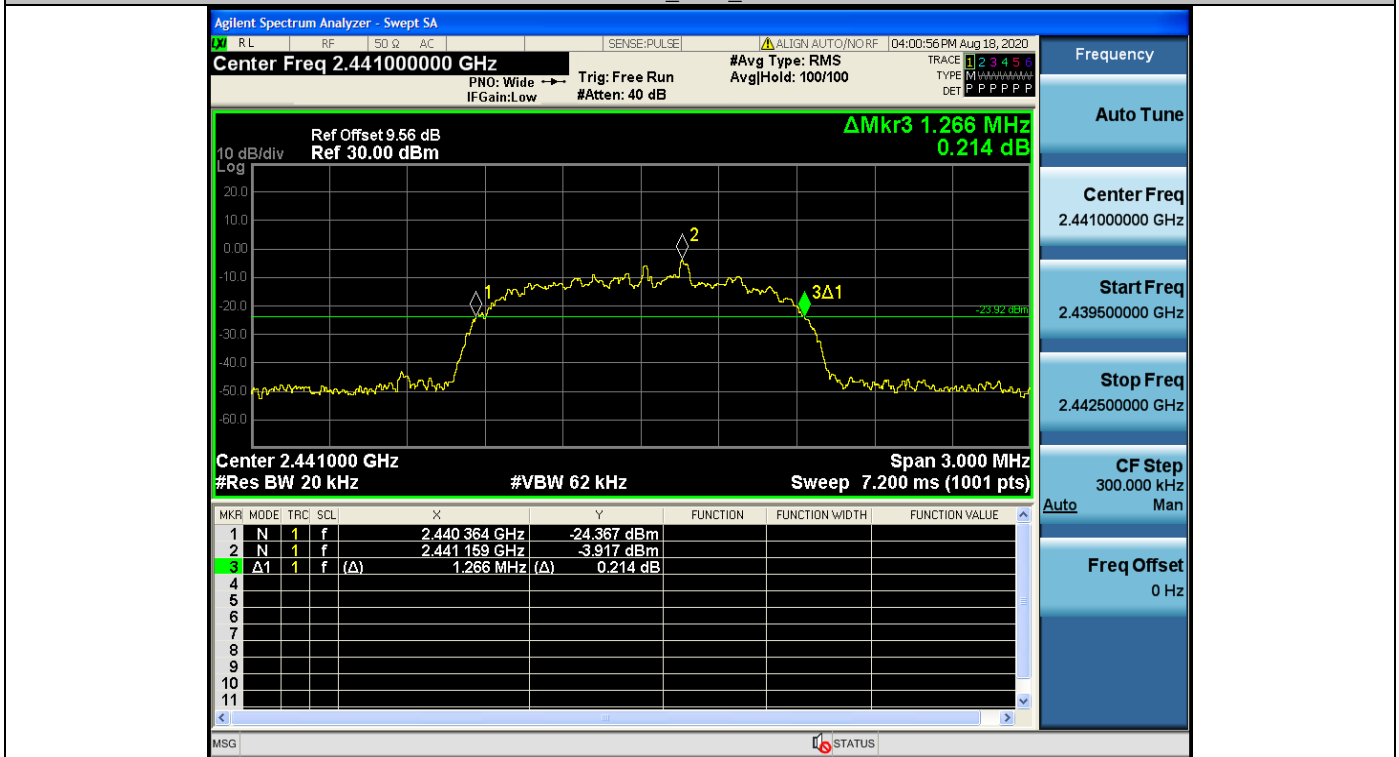 Agilent Spectrum Analyzer - Swept SA
LXI RL RF 50 Ω AC SENSE:PULSE ALIGN AUTO/NO RF 04:00:56 PM Aug 18, 2020
Center Freq 2.441000000 GHz
PNO: Wide
IFGain:Low
Trig: Free Run
#Atten: 40 dB
#Avg Type: RMS
Avg|Hold: 100/100
TRACE 1 2 3 4 5 6
TYPE M WWWWW
DET P P P P P P
10 dB/div
Log
Ref Offset 9.56 dB
Ref 30.00 dBm
ΔMkr3 1.266 MHz
0.214 dB
20.0
10.0
0.00
-10.0
-20.0
-30.0
-40.0
-50.0
-60.0
1
2
3Δ1
-23.92 dBm
Center 2.441000 GHz
Span 3.000 MHz
#Res BW 20 kHz
#VBW 62 kHz
Sweep 7.200 ms (1001 pts)
MKR MODE TRC SCL X Y FUNCTION FUNCTION WIDTH FUNCTION VALUE
1 N 1 f 2.440 364 GHz -24.367 dBm
2 N 1 f 2.441 159 GHz -3.917 dBm
3 Δ1 1 f (Δ) 1.266 MHz (Δ) 0.214 dB
4
5
6
7
8
9
10
11
MSG
STATUS
Frequency
Auto Tune
Center Freq
2.441000000 GHz
Start Freq
2.439500000 GHz
Stop Freq
2.442500000 GHz
CF Step
300.000 kHz
Auto Man
Freq Offset
0 Hz